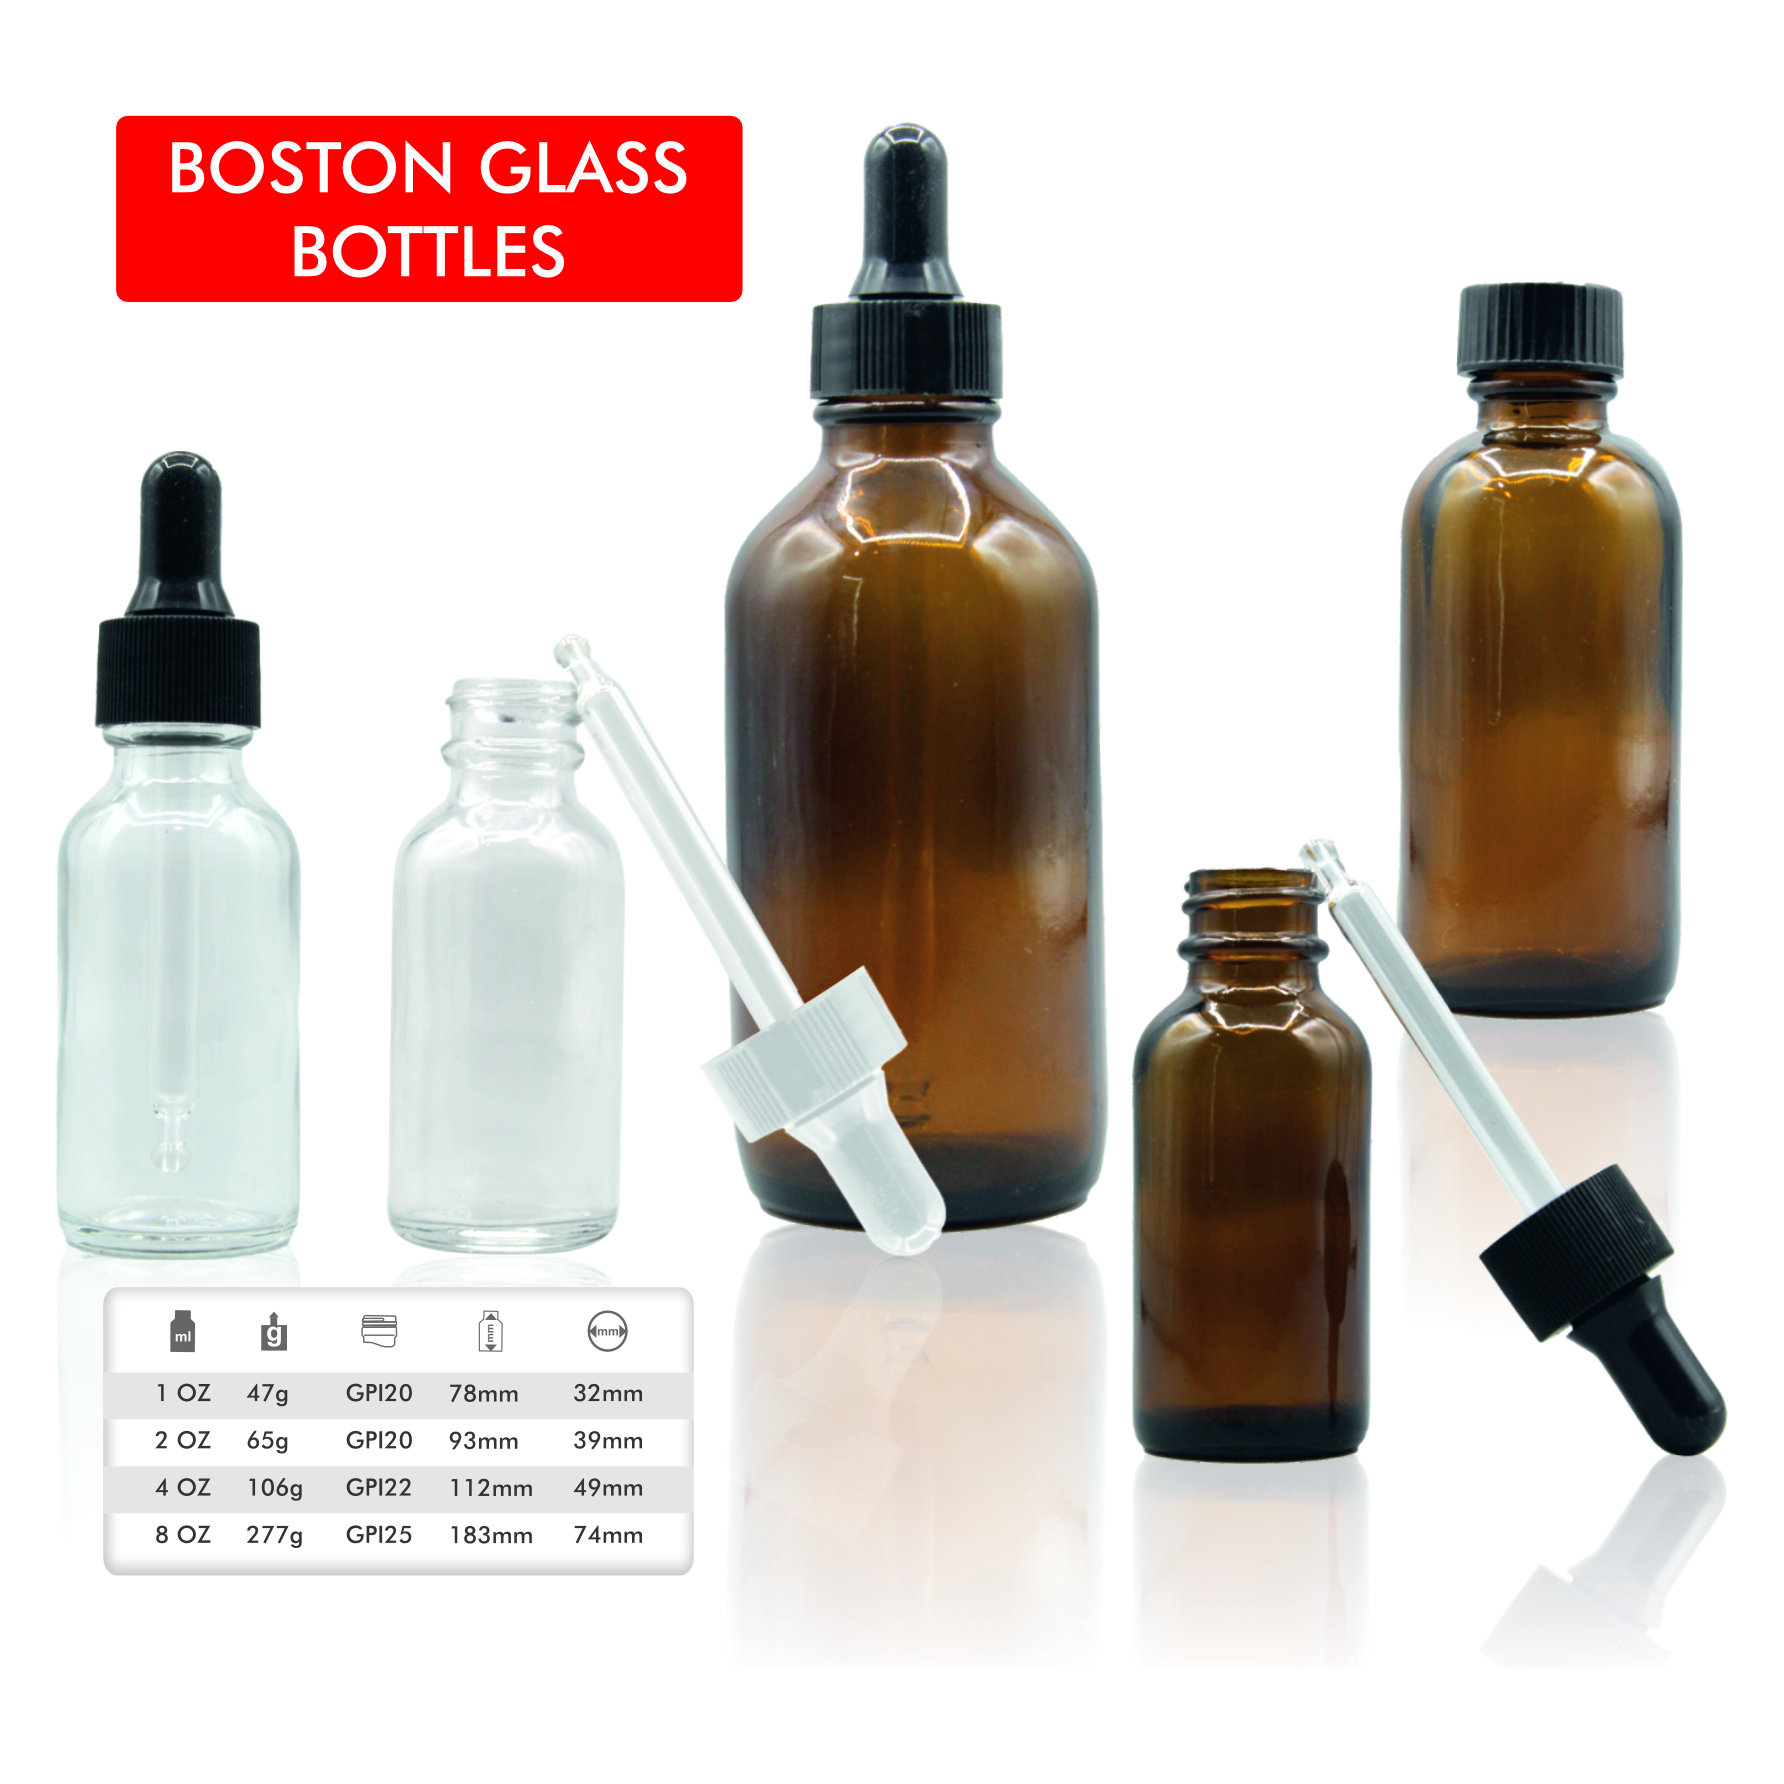 BOSTON GLASS
BOTTLES
ml g mm mm
1 OZ 47g GPI20 78mm 32mm
2 OZ 65g GPI20 93mm 39mm
4 OZ 106g GPI22 112mm 49mm
8 OZ 277g GPI25 183mm 74mm